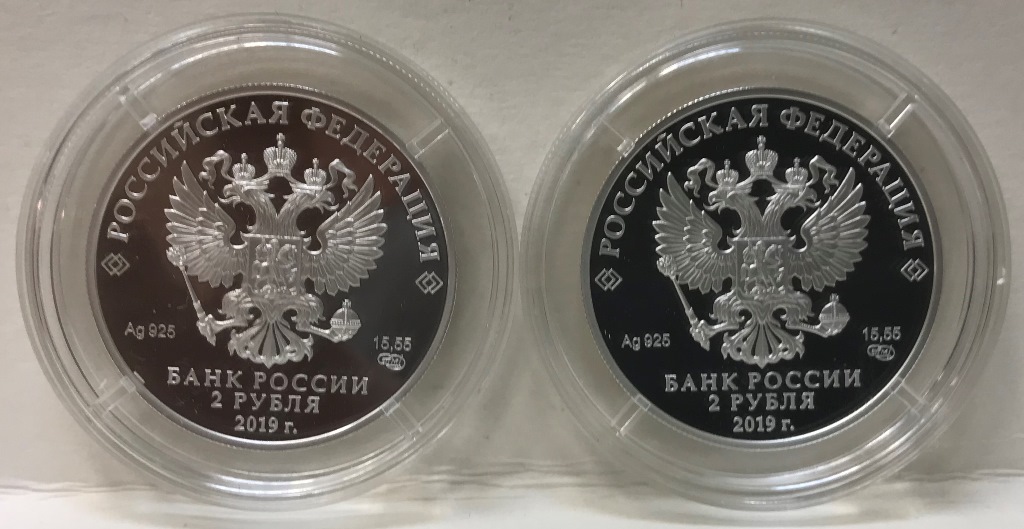 РОССИЙСКАЯ ФЕДЕРАЦИЯ
Ag 925
15,55
БАНК РОССИИ
2 РУБЛЯ
2019 г.
РОССИЙСКАЯ ФЕДЕРАЦИЯ
Ag 925
15,55
БАНК РОССИИ
2 РУБЛЯ
2019 г.